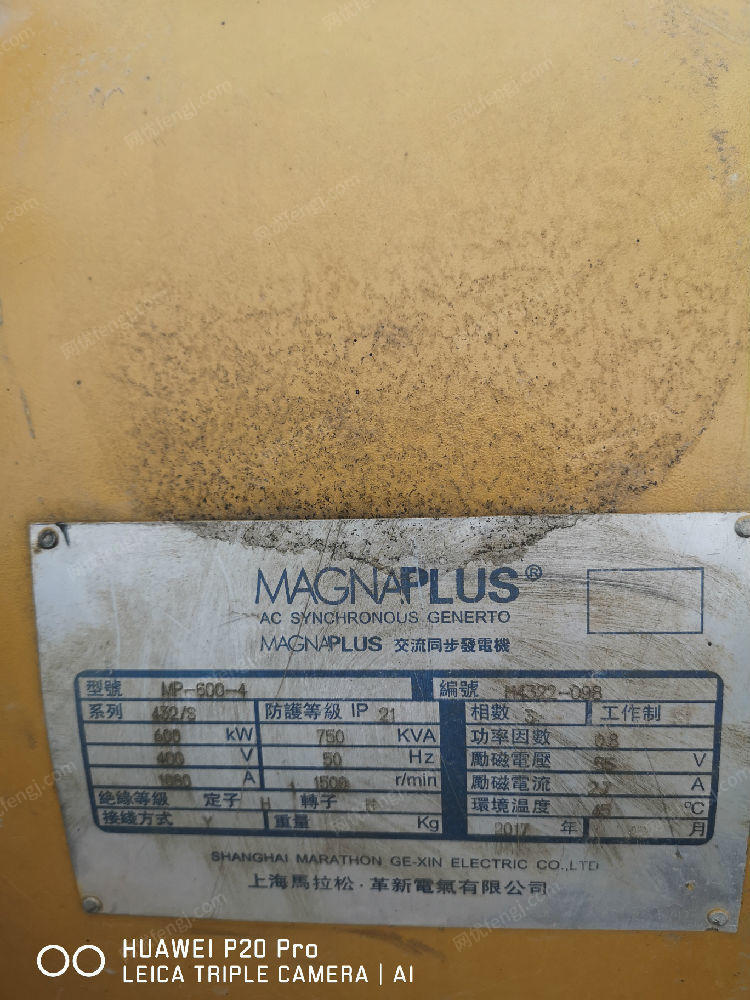 MAGNAPLUS®
AC SYNCHRONOUS GENERTO
MAGNAPLUS 交流同步發電機
型號 MP-600-4 編號 M4322-098
系列 432/S 防護等級 IP 21 相數 3 工作制
600 kW 750 KVA 功率因數 0.8
400 V 50 Hz 勵磁電壓 V
A 1500 r/min 勵磁電流 A
絶緣等級 定子 H 轉子 H 環境温度 ℃
接綫方式 Y 重量 Kg 2017 年 月
SHANGHAI MARATHON GE-XIN ELECTRIC CO.,LTD
上海馬拉松·革新電氣有限公司
HUAWEI P20 Pro
LEICA TRIPLE CAMERA | AI